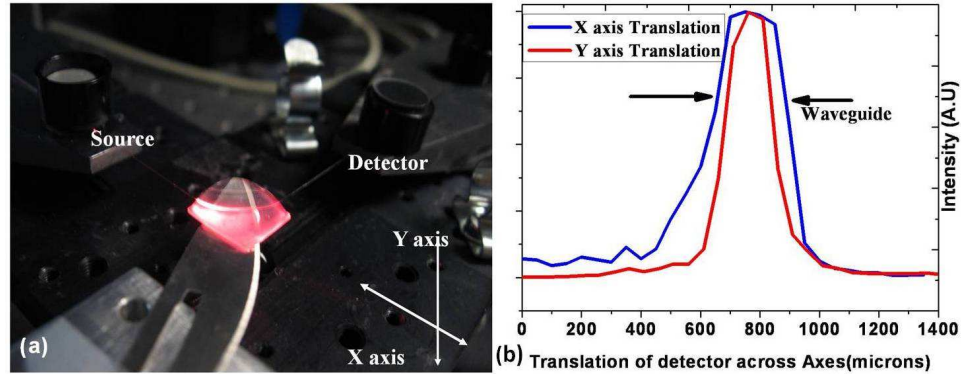 Source
Detector
Y axis
X axis
(a)
X axis Translation
Y axis Translation
Waveguide
Intensity (A.U)
0 200 400 600 800 1000 1200 1400
(b)
Translation of detector across Axes(microns)